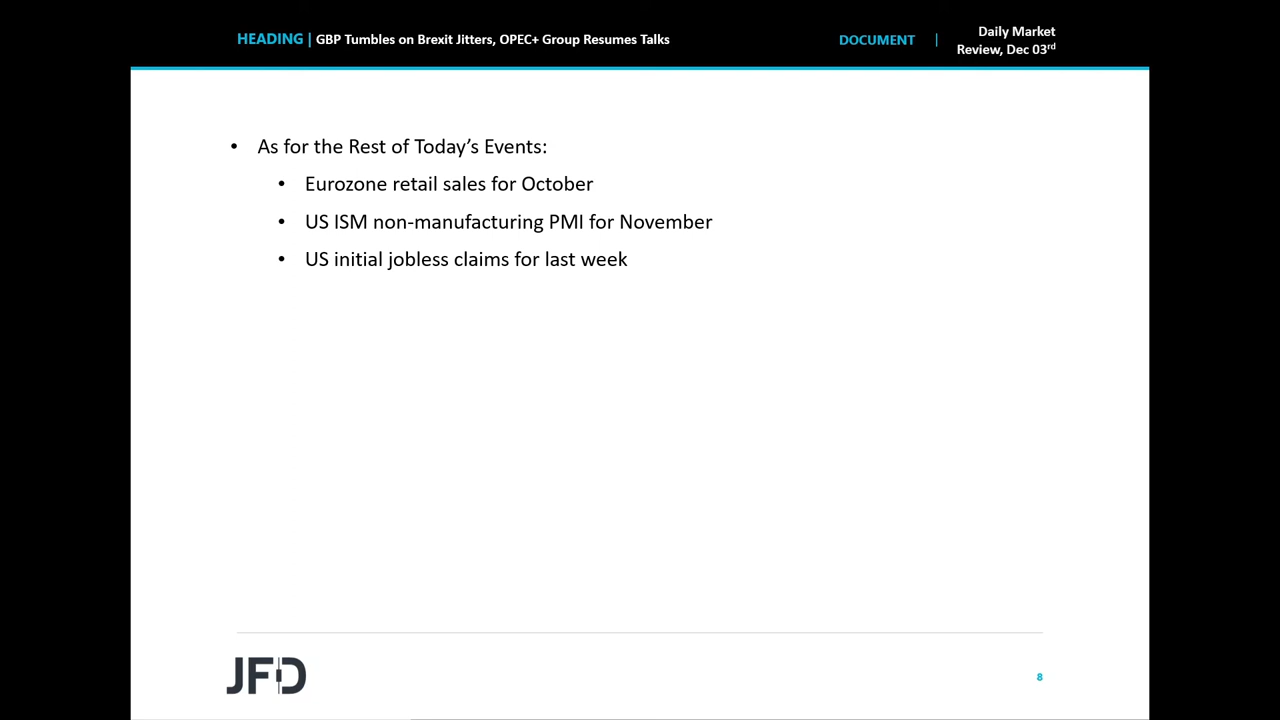 HEADING | GBP Tumbles on Brexit Jitters, OPEC+ Group Resumes Talks
DOCUMENT | Daily Market
Review, Dec 03rd
• As for the Rest of Today’s Events:
• Eurozone retail sales for October
• US ISM non-manufacturing PMI for November
• US initial jobless claims for last week
JFD
8